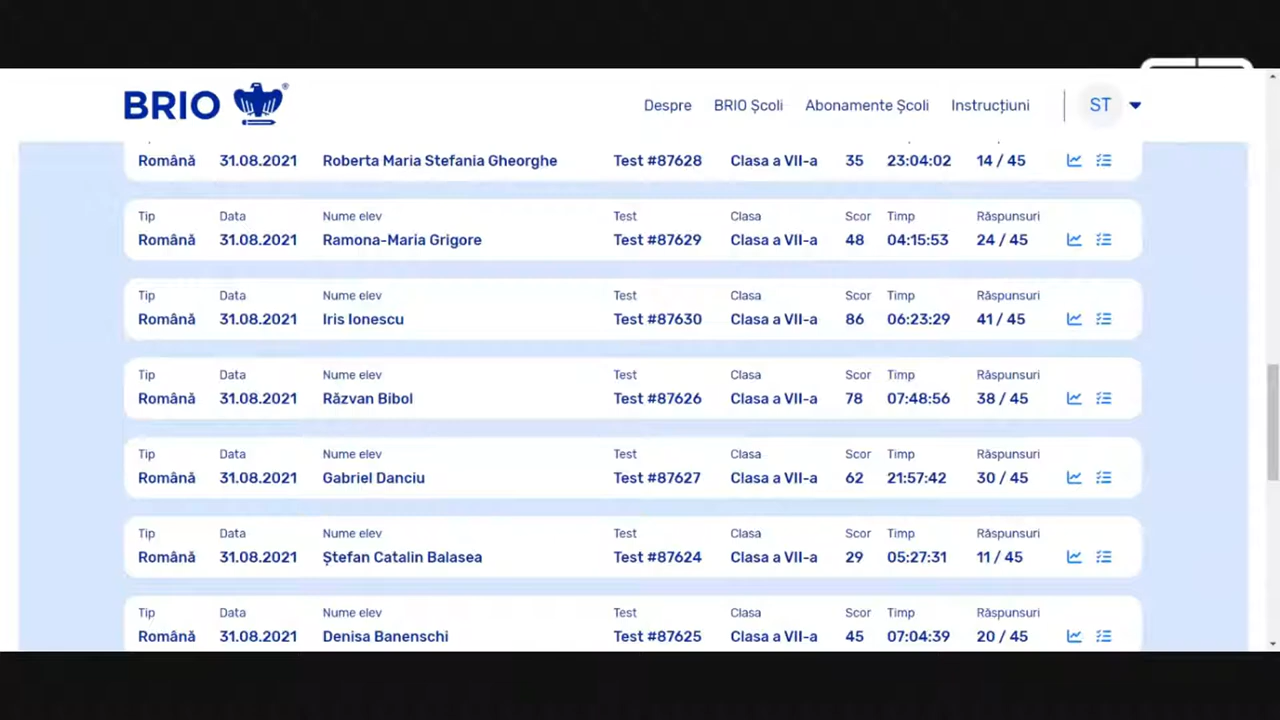 BRIO ®
Despre BRIO Școli Abonamente Școli Instrucțiuni ST
Română 31.08.2021 Roberta Maria Stefania Gheorghe Test #87628 Clasa a VII-a 35 23:04:02 14 / 45
Tip Data Nume elev Test Clasa Scor Timp Răspunsuri
Română 31.08.2021 Ramona-Maria Grigore Test #87629 Clasa a VII-a 48 04:15:53 24 / 45
Tip Data Nume elev Test Clasa Scor Timp Răspunsuri
Română 31.08.2021 Iris Ionescu Test #87630 Clasa a VII-a 86 06:23:29 41 / 45
Tip Data Nume elev Test Clasa Scor Timp Răspunsuri
Română 31.08.2021 Răzvan Bibol Test #87626 Clasa a VII-a 78 07:48:56 38 / 45
Tip Data Nume elev Test Clasa Scor Timp Răspunsuri
Română 31.08.2021 Gabriel Danciu Test #87627 Clasa a VII-a 62 21:57:42 30 / 45
Tip Data Nume elev Test Clasa Scor Timp Răspunsuri
Română 31.08.2021 Ștefan Catalin Balasea Test #87624 Clasa a VII-a 29 05:27:31 11 / 45
Tip Data Nume elev Test Clasa Scor Timp Răspunsuri
Română 31.08.2021 Denisa Banenschi Test #87625 Clasa a VII-a 45 07:04:39 20 / 45